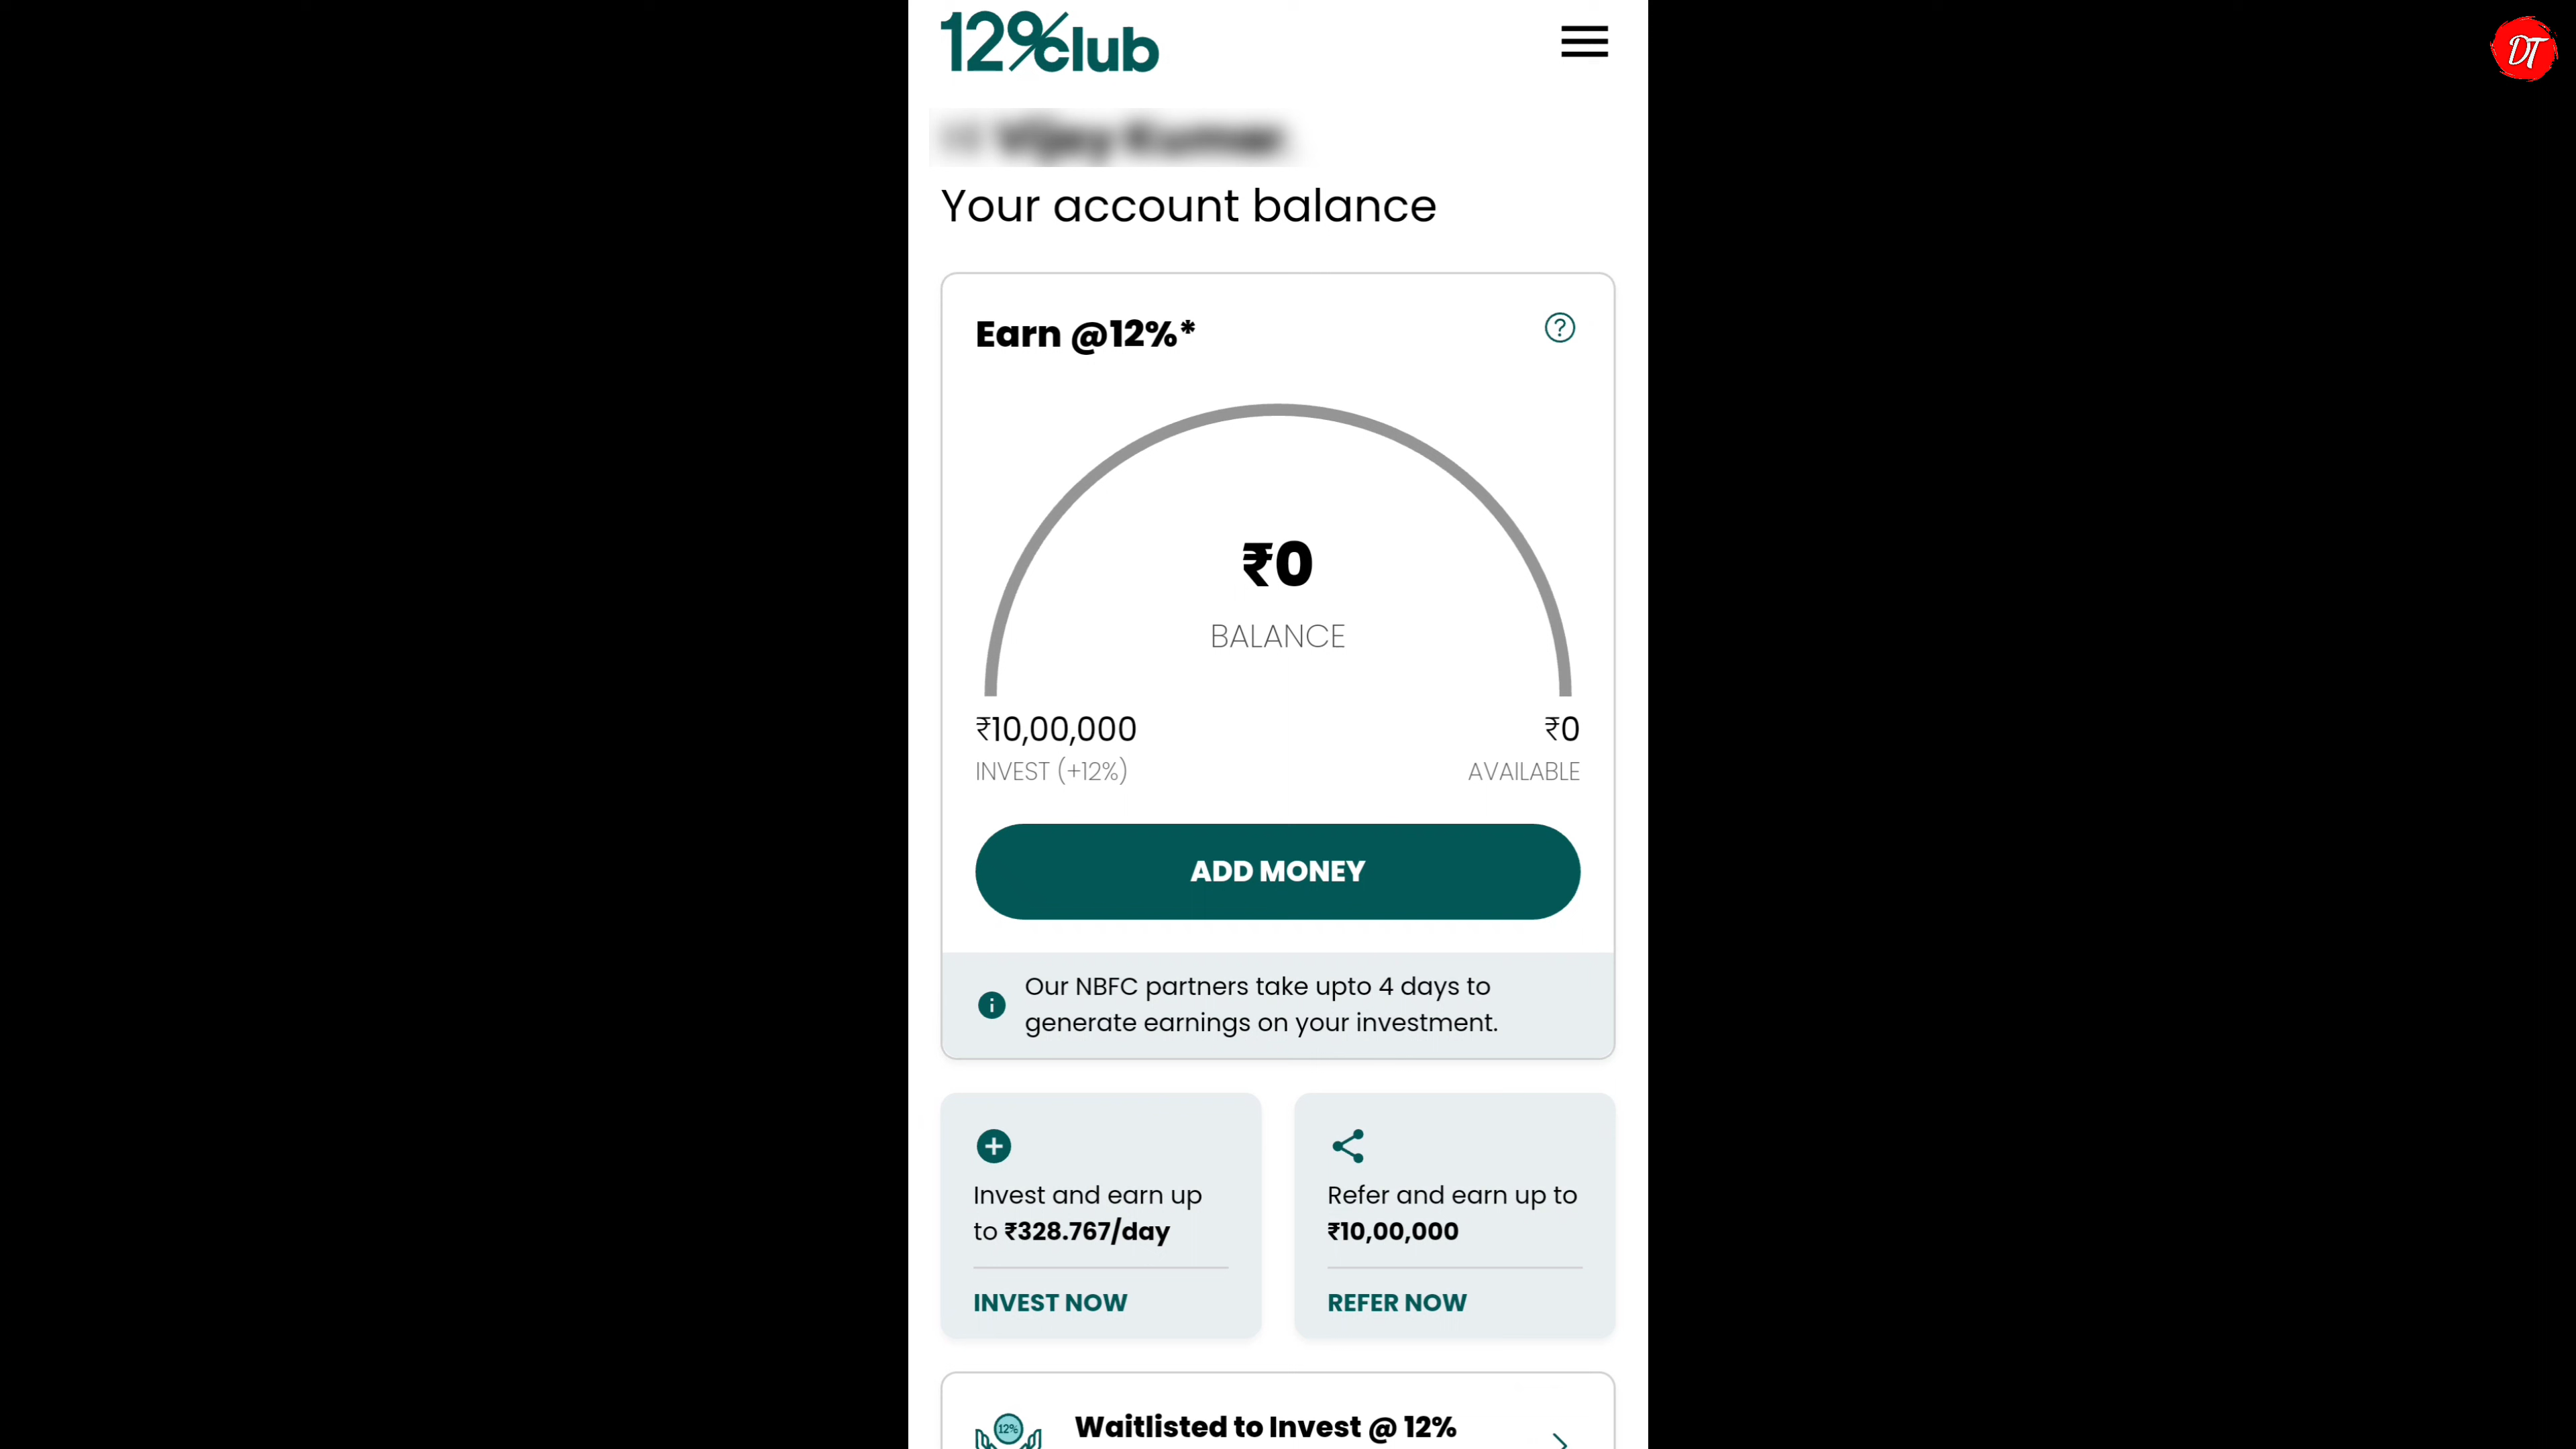 12%club
DT
Your account balance
Earn @12%*
₹0
BALANCE
₹10,00,000
₹0
INVEST (+12%)
AVAILABLE
ADD MONEY
Our NBFC partners take upto 4 days to
generate earnings on your investment.
Invest and earn up
to ₹328.767/day
INVEST NOW
Refer and earn up to
₹10,00,000
REFER NOW
12%
Waitlisted to Invest @ 12%